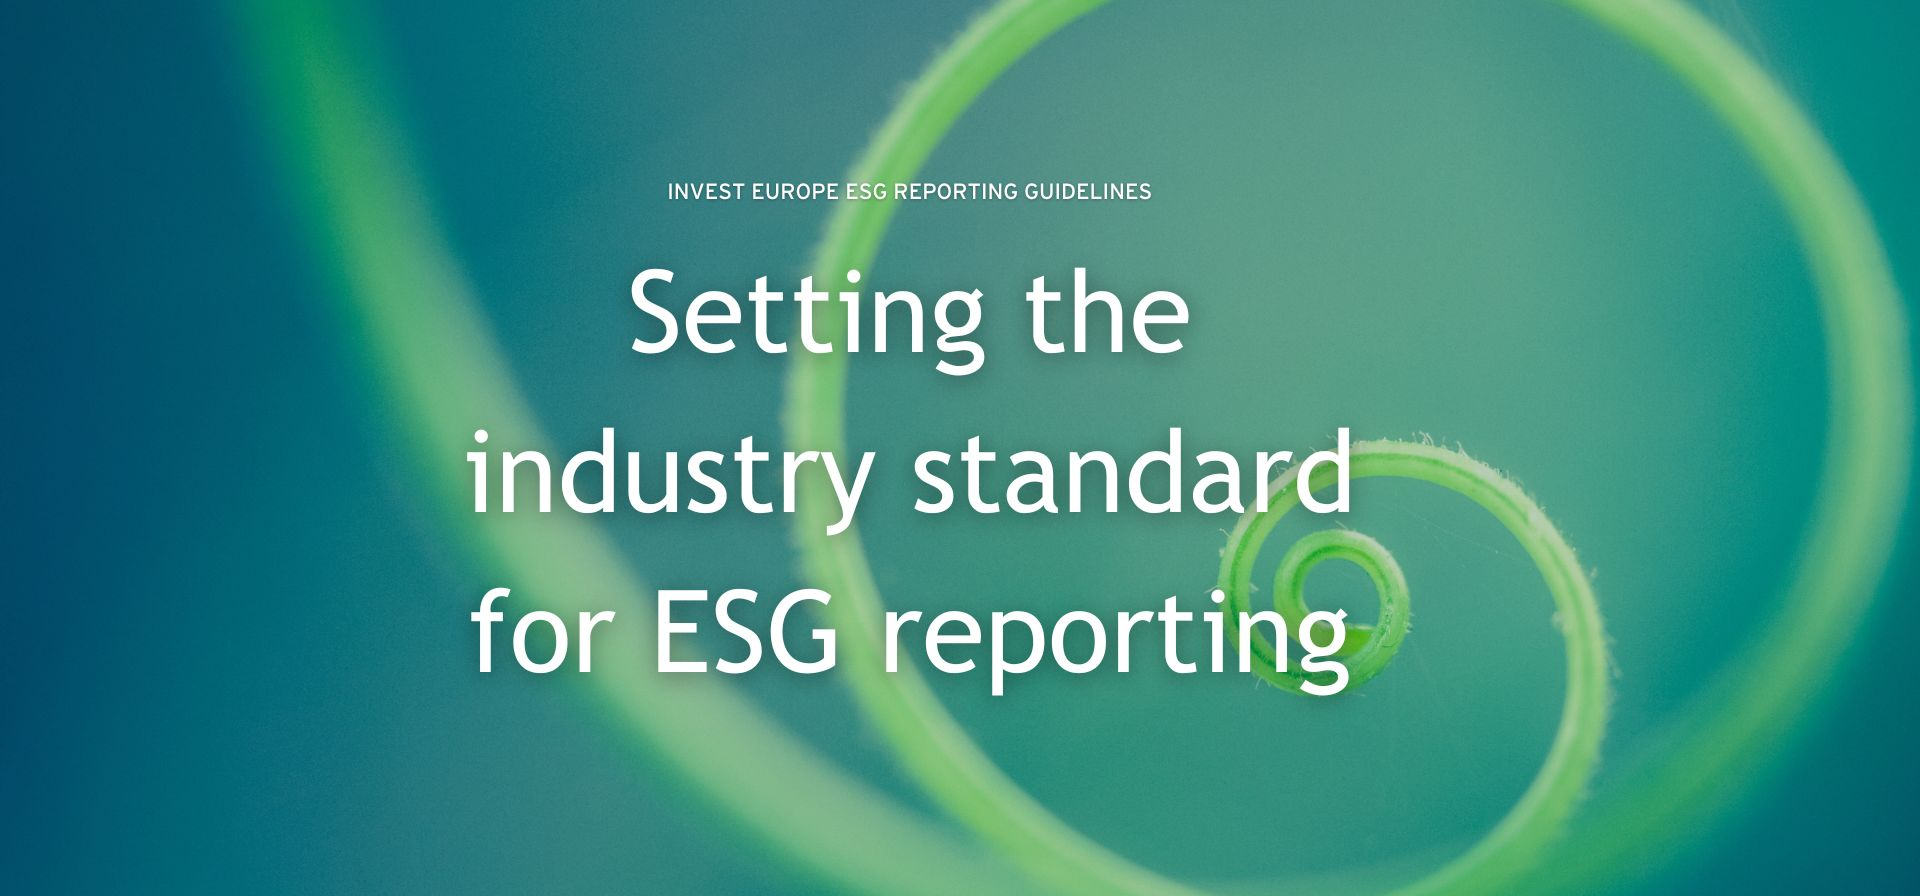 INVEST EUROPE ESG REPORTING GUIDELINES
Setting the
industry standard
for ESG reporting